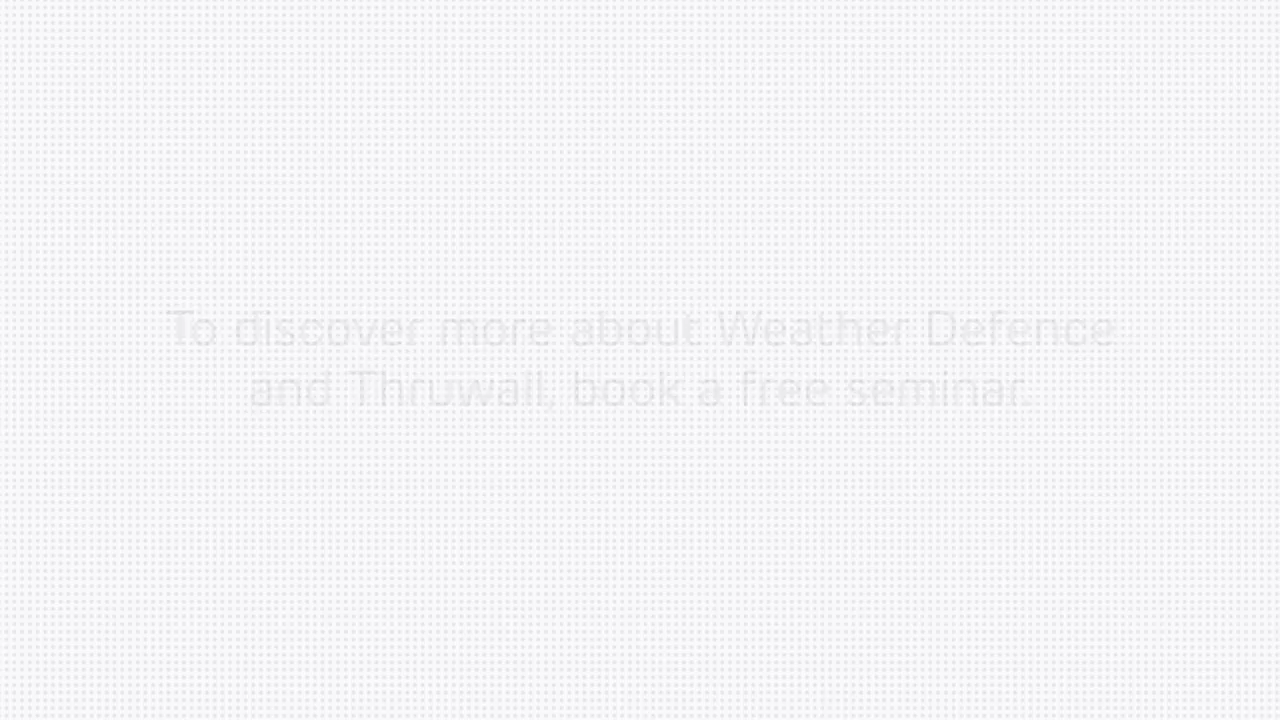 To discover more about Weather Defence
and Thruwall, book a free seminar.